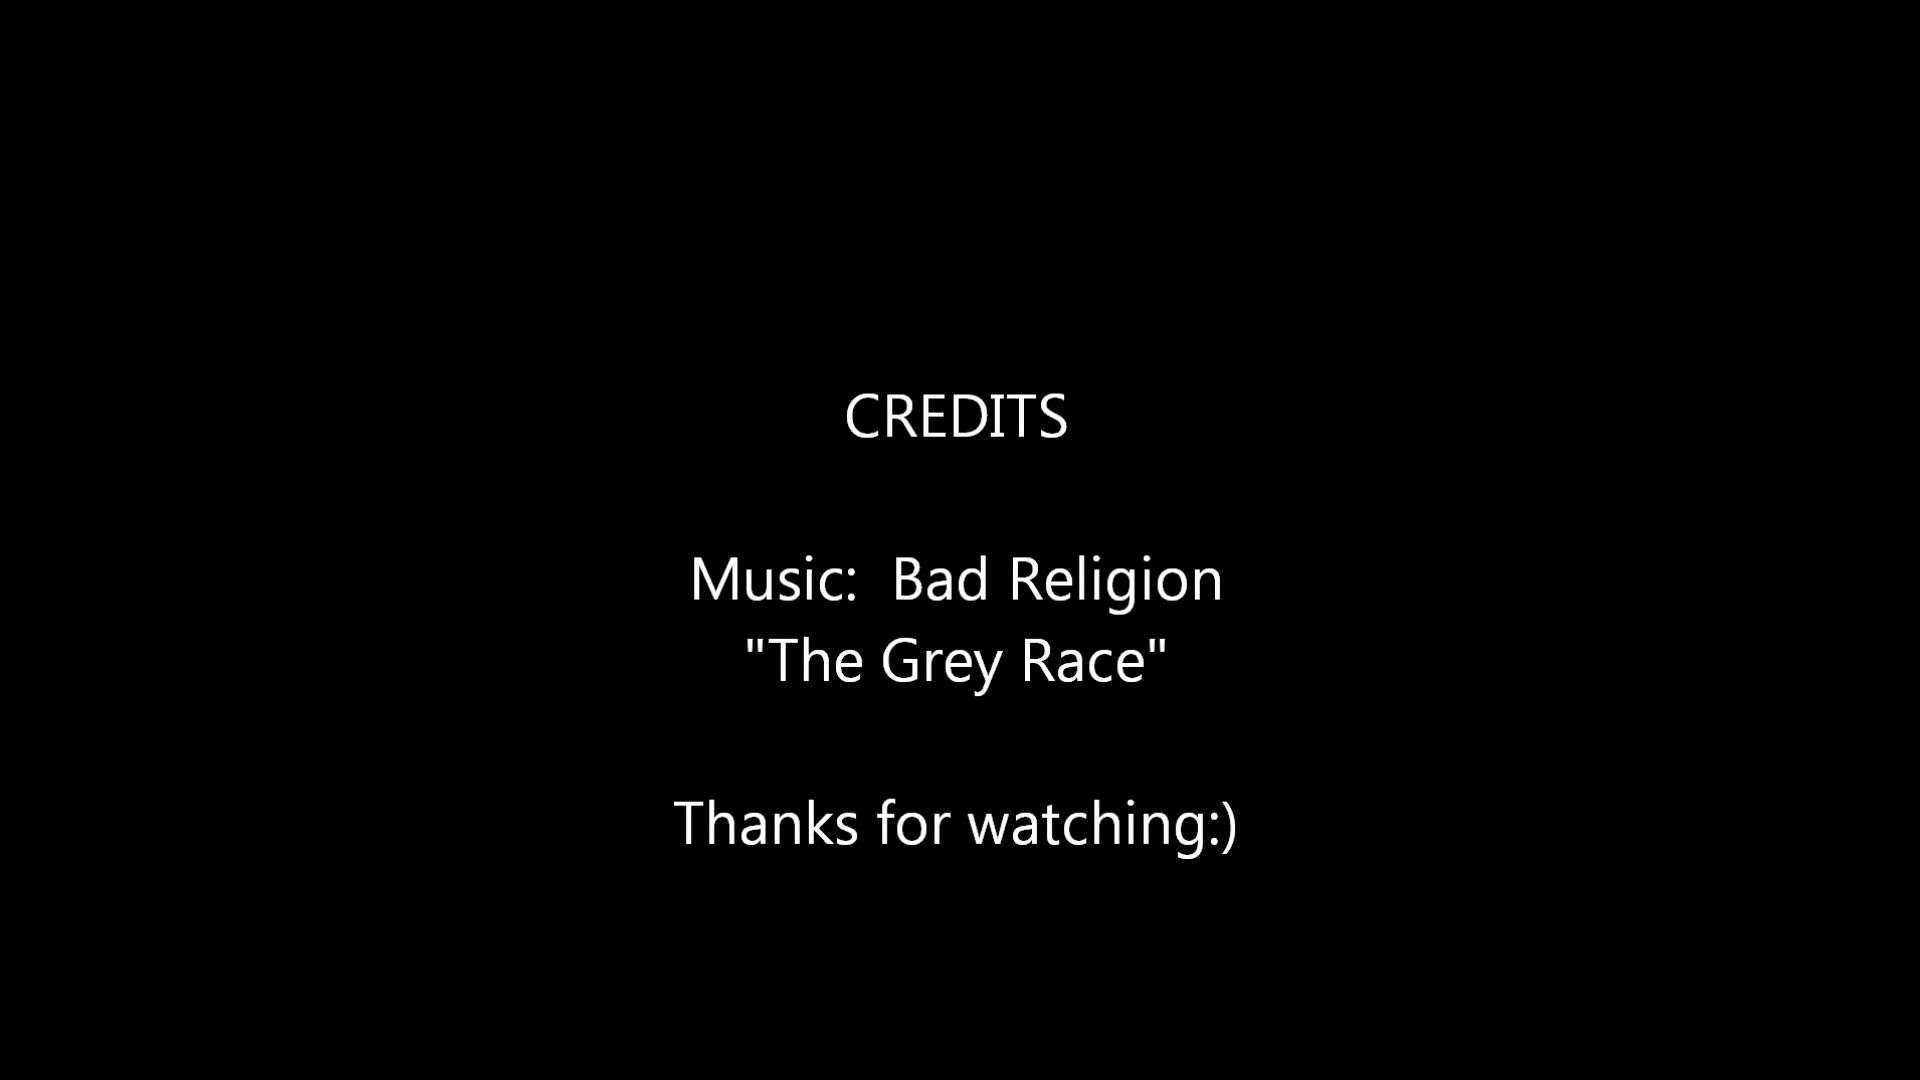 CREDITS
Music:  Bad Religion
"The Grey Race"
Thanks for watching:)